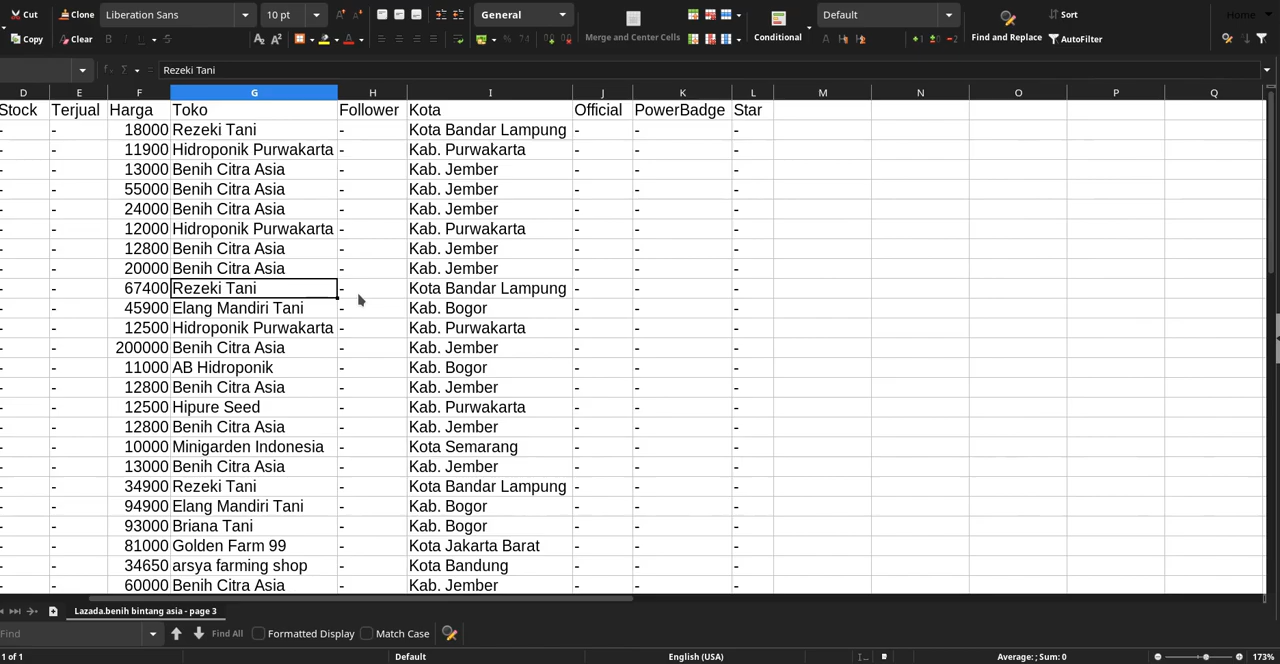 Cut Clone Liberation Sans 10 pt General Default Sort Home
Copy Clear Merge and Center Cells Conditional Find and Replace AutoFilter
Rezeki Tani
D E F G H I J K L M N O P Q
Stock Terjual Harga Toko Follower Kota Official PowerBadge Star
- - 18000 Rezeki Tani - Kota Bandar Lampung - - -
- - 11900 Hidroponik Purwakarta - Kab. Purwakarta - - -
- - 13000 Benih Citra Asia - Kab. Jember - - -
- - 55000 Benih Citra Asia - Kab. Jember - - -
- - 24000 Benih Citra Asia - Kab. Jember - - -
- - 12000 Hidroponik Purwakarta - Kab. Purwakarta - - -
- - 12800 Benih Citra Asia - Kab. Jember - - -
- - 20000 Benih Citra Asia - Kab. Jember - - -
- - 67400 Rezeki Tani - Kota Bandar Lampung - - -
- - 45900 Elang Mandiri Tani - Kab. Bogor - - -
- - 12500 Hidroponik Purwakarta - Kab. Purwakarta - - -
- - 200000 Benih Citra Asia - Kab. Jember - - -
- - 11000 AB Hidroponik - Kab. Bogor - - -
- - 12800 Benih Citra Asia - Kab. Jember - - -
- - 12500 Hipure Seed - Kab. Purwakarta - - -
- - 12800 Benih Citra Asia - Kab. Jember - - -
- - 10000 Minigarden Indonesia - Kota Semarang - - -
- - 13000 Benih Citra Asia - Kab. Jember - - -
- - 34900 Rezeki Tani - Kota Bandar Lampung - - -
- - 94900 Elang Mandiri Tani - Kab. Bogor - - -
- - 93000 Briana Tani - Kab. Bogor - - -
- - 81000 Golden Farm 99 - Kota Jakarta Barat - - -
- - 34650 arsya farming shop - Kota Bandung - - -
- - 60000 Benih Citra Asia - Kab. Jember - - -
Lazada.benih bintang asia - page 3
Find Find All Formatted Display Match Case
1 of 1 Default English (USA) Average: ; Sum: 0 173%